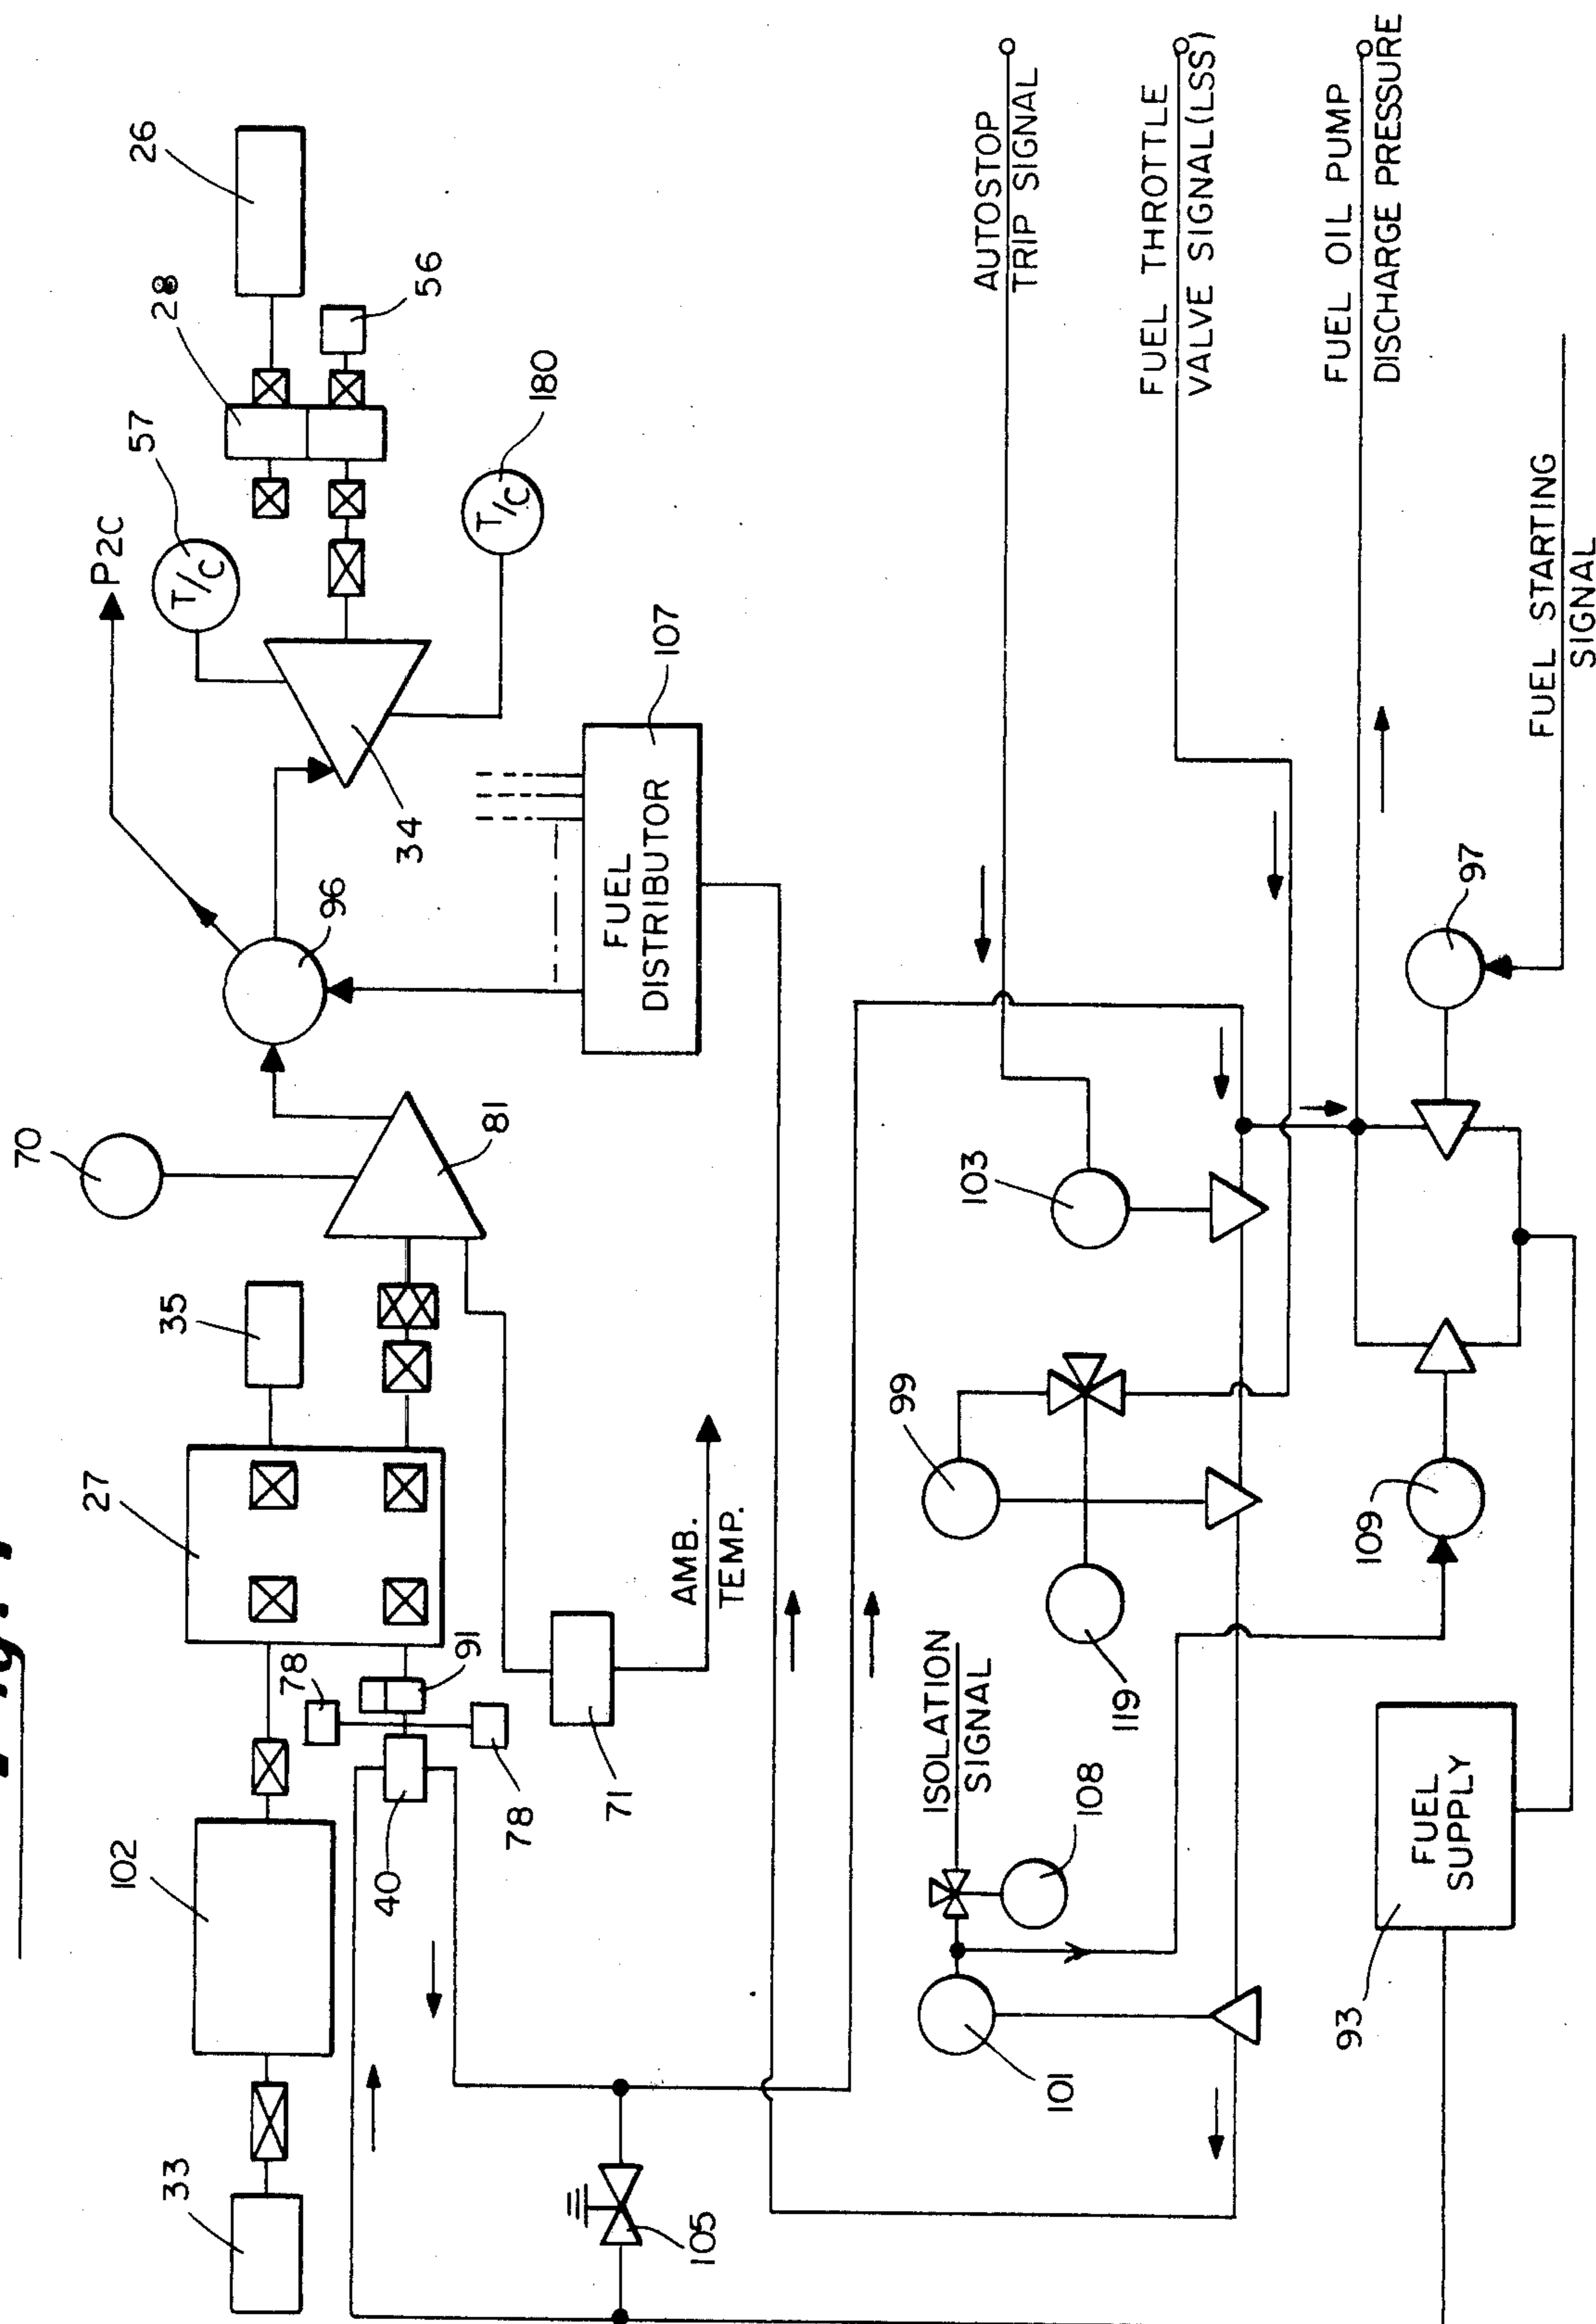 70
27
P2C
102
57
26
28
35
33
T/C
78
96
40
34
56
91
81
T/C
78
180
71
FUEL
DISTRIBUTOR
107
AMB.
TEMP.
105
ISOLATION
SIGNAL
99
103
AUTOSTOP
TRIP SIGNAL
101
108
119
FUEL THROTTLE
VALVE SIGNAL(LSS)
93
109
FUEL OIL PUMP
DISCHARGE PRESSURE
FUEL
SUPPLY
97
FUEL STARTING
SIGNAL